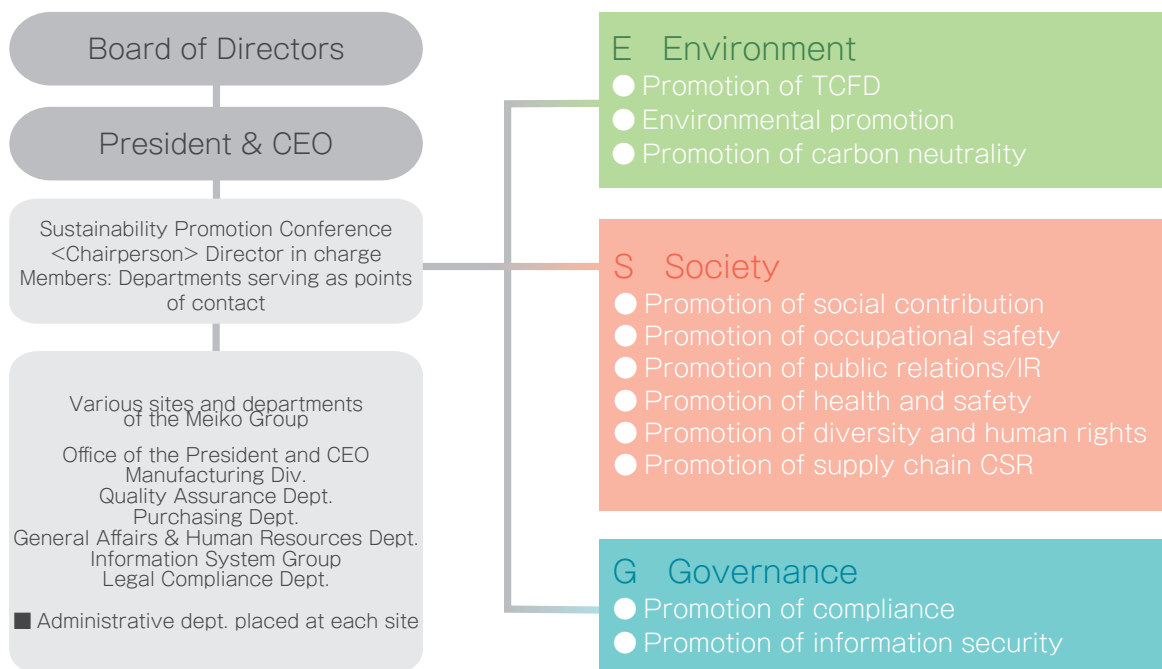 Board of Directors
President & CEO
Sustainability Promotion Conference
<Chairperson> Director in charge
Members: Departments serving as points
of contact
Various sites and departments
of the Meiko Group
Office of the President and CEO
Manufacturing Div.
Quality Assurance Dept.
Purchasing Dept.
General Affairs & Human Resources Dept.
Information System Group
Legal Compliance Dept.
■ Administrative dept. placed at each site
E Environment
● Promotion of TCFD
● Environmental promotion
● Promotion of carbon neutrality
S Society
● Promotion of social contribution
● Promotion of occupational safety
● Promotion of public relations/IR
● Promotion of health and safety
● Promotion of diversity and human rights
● Promotion of supply chain CSR
G Governance
● Promotion of compliance
● Promotion of information security